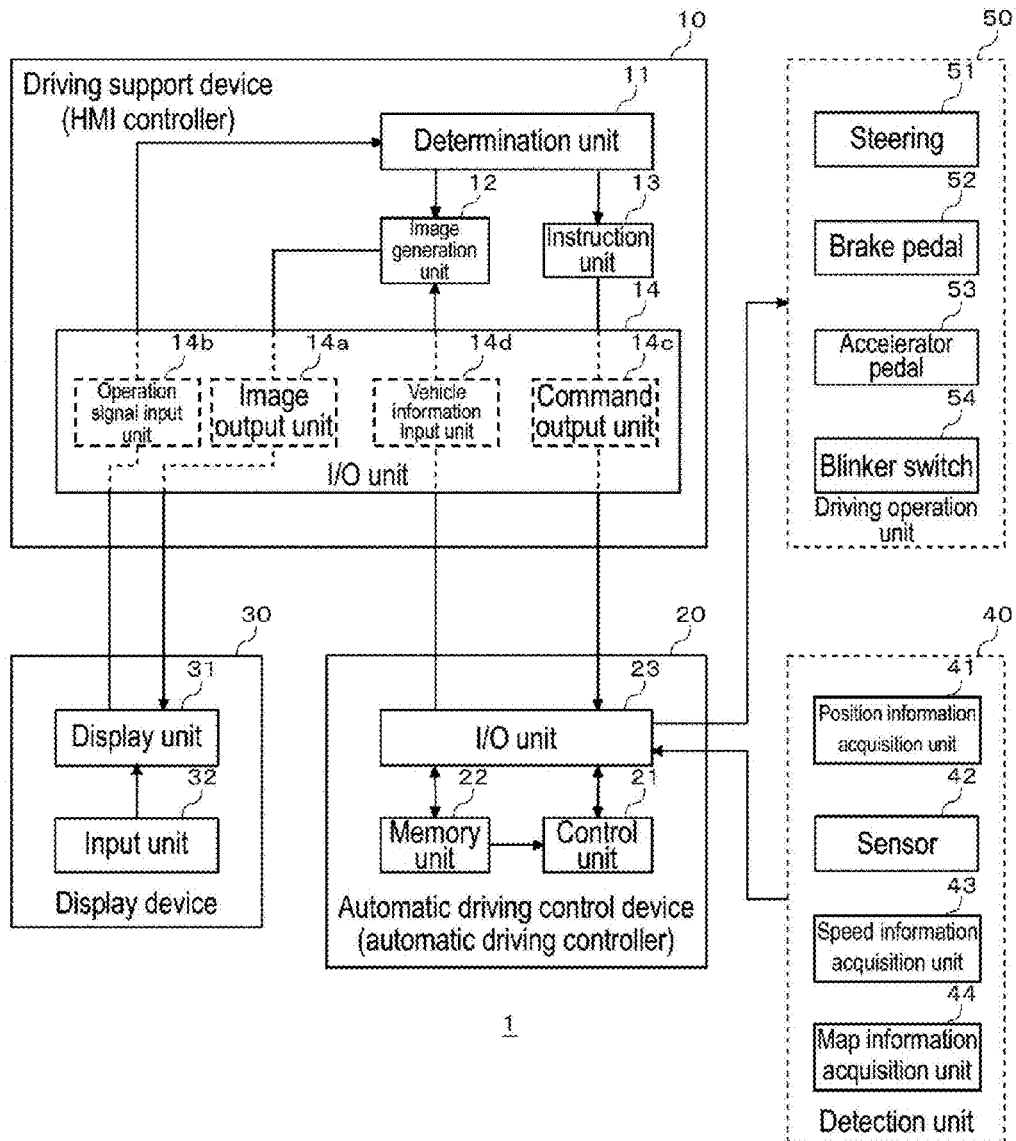 10
Driving support device
(HMI controller)
11
Determination unit
12
Image
generation
unit
13
Instruction
unit
14
14b
Operation
signal input
unit
14a
Image
output unit
14d
Vehicle
information
input unit
14c
Command
output unit
I/O unit
50
51
Steering
52
Brake pedal
53
Accelerator
pedal
54
Blinker switch
Driving operation
unit
30
31
Display unit
32
Input unit
Display device
20
23
I/O unit
22
Memory
unit
21
Control
unit
Automatic driving control device
(automatic driving controller)
40
41
Position information
acquisition unit
42
Sensor
43
Speed information
acquisition unit
44
Map information
acquisition unit
Detection unit
1